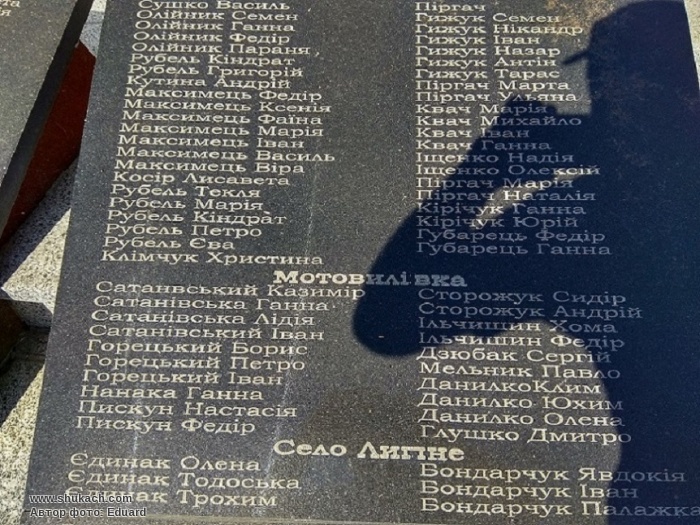 Сушко Василь
Олійник Семен
Олійник Ганна
Олійник Федір
Олійник Параня
Рубель Кіндрат
Рубель Григорій
Кутина Андрій
Максимець Федір
Максимець Ксенія
Максимець Фаїна
Максимець Марія
Максимець Іван
Максимець Василь
Максимець Віра
Косір Лисавета
Рубель Текля
Рубель Марія
Рубель Кіндрат
Рубель Петро
Рубель Єва
Клімчук Христина
Піргач
Гижук Семен
Гижук Нікандр
Гижук Іван
Гижук Назар
Гижук Антін
Гижук Тарас
Піргач Марта
Піргач Уляна
Квач Марія
Квач Михайло
Квач Іван
Квач Ганна
Іщенко Надія
Іщенко Олексій
Піргач Марія
Піргач Наталія
Кірічук Ганна
Кірічук Юрій
Губарець Федір
Губарець Ганна
Мотовилівка
Сатанвський Казимір
Сатанівська Ганна
Сатанівська Лідія
Сатанівський Іван
Горецький Борис
Горецький Петро
Горецький Іван
Нанака Ганна
Пискун Настасія
Пискун Федір
Сторожук Сидір
Сторожук Андрій
Ільчишин Хома
Ільчишин Федір
Дзюбак Сергій
Мельник Павло
ДанилкоКлим
Данилко Юхим
Данилко Олена
Глушко Дмитро
Село Липне
Єдинак Олена
Єдинак Тодоська
Трохим
Бондарчук Явдокія
Бондарчук Іван
Бондарчук Палажка
www.shukach.com
Автор фото: Eduard